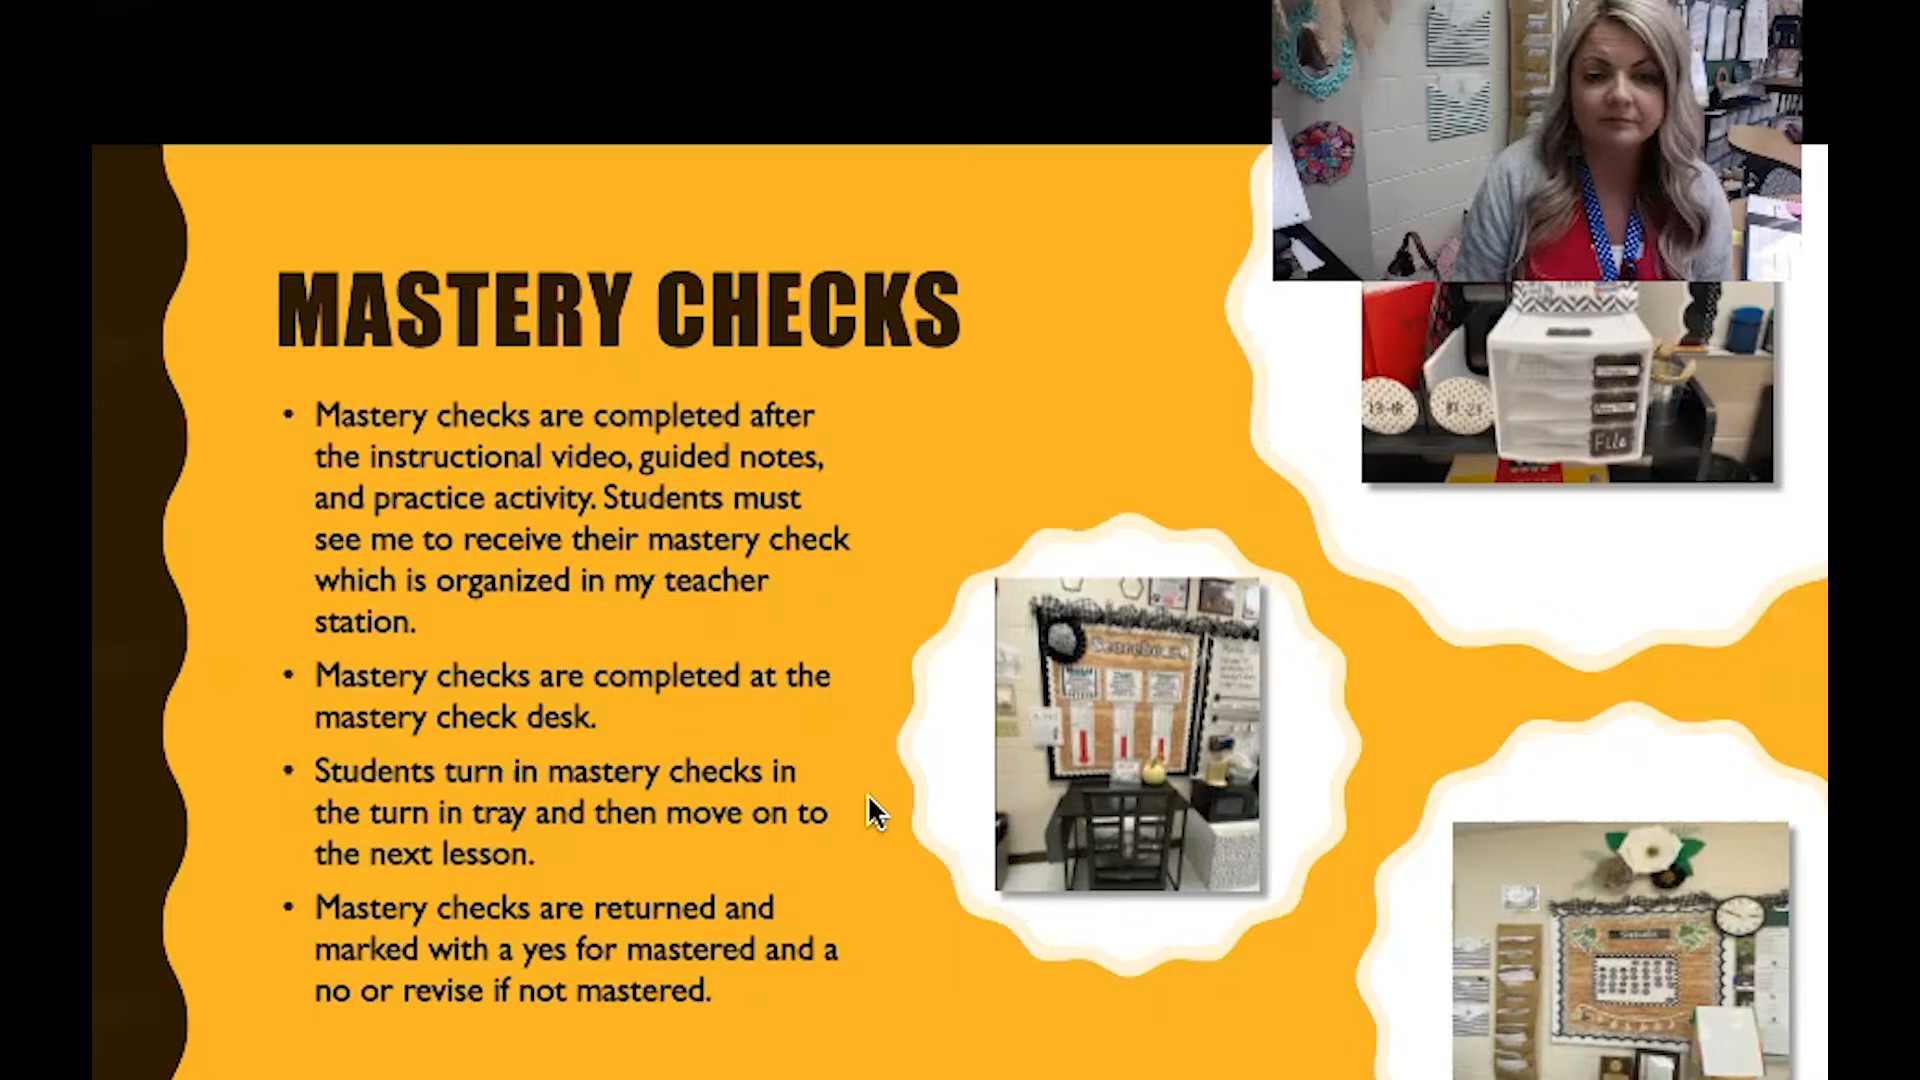 MASTERY CHECKS
• Mastery checks are completed after
the instructional video, guided notes,
and practice activity. Students must
see me to receive their mastery check
which is organized in my teacher
station.
• Mastery checks are completed at the
mastery check desk.
• Students turn in mastery checks in
the turn in tray and then move on to
the next lesson.
• Mastery checks are returned and
marked with a yes for mastered and a
no or revise if not mastered.
File
Scoreboard